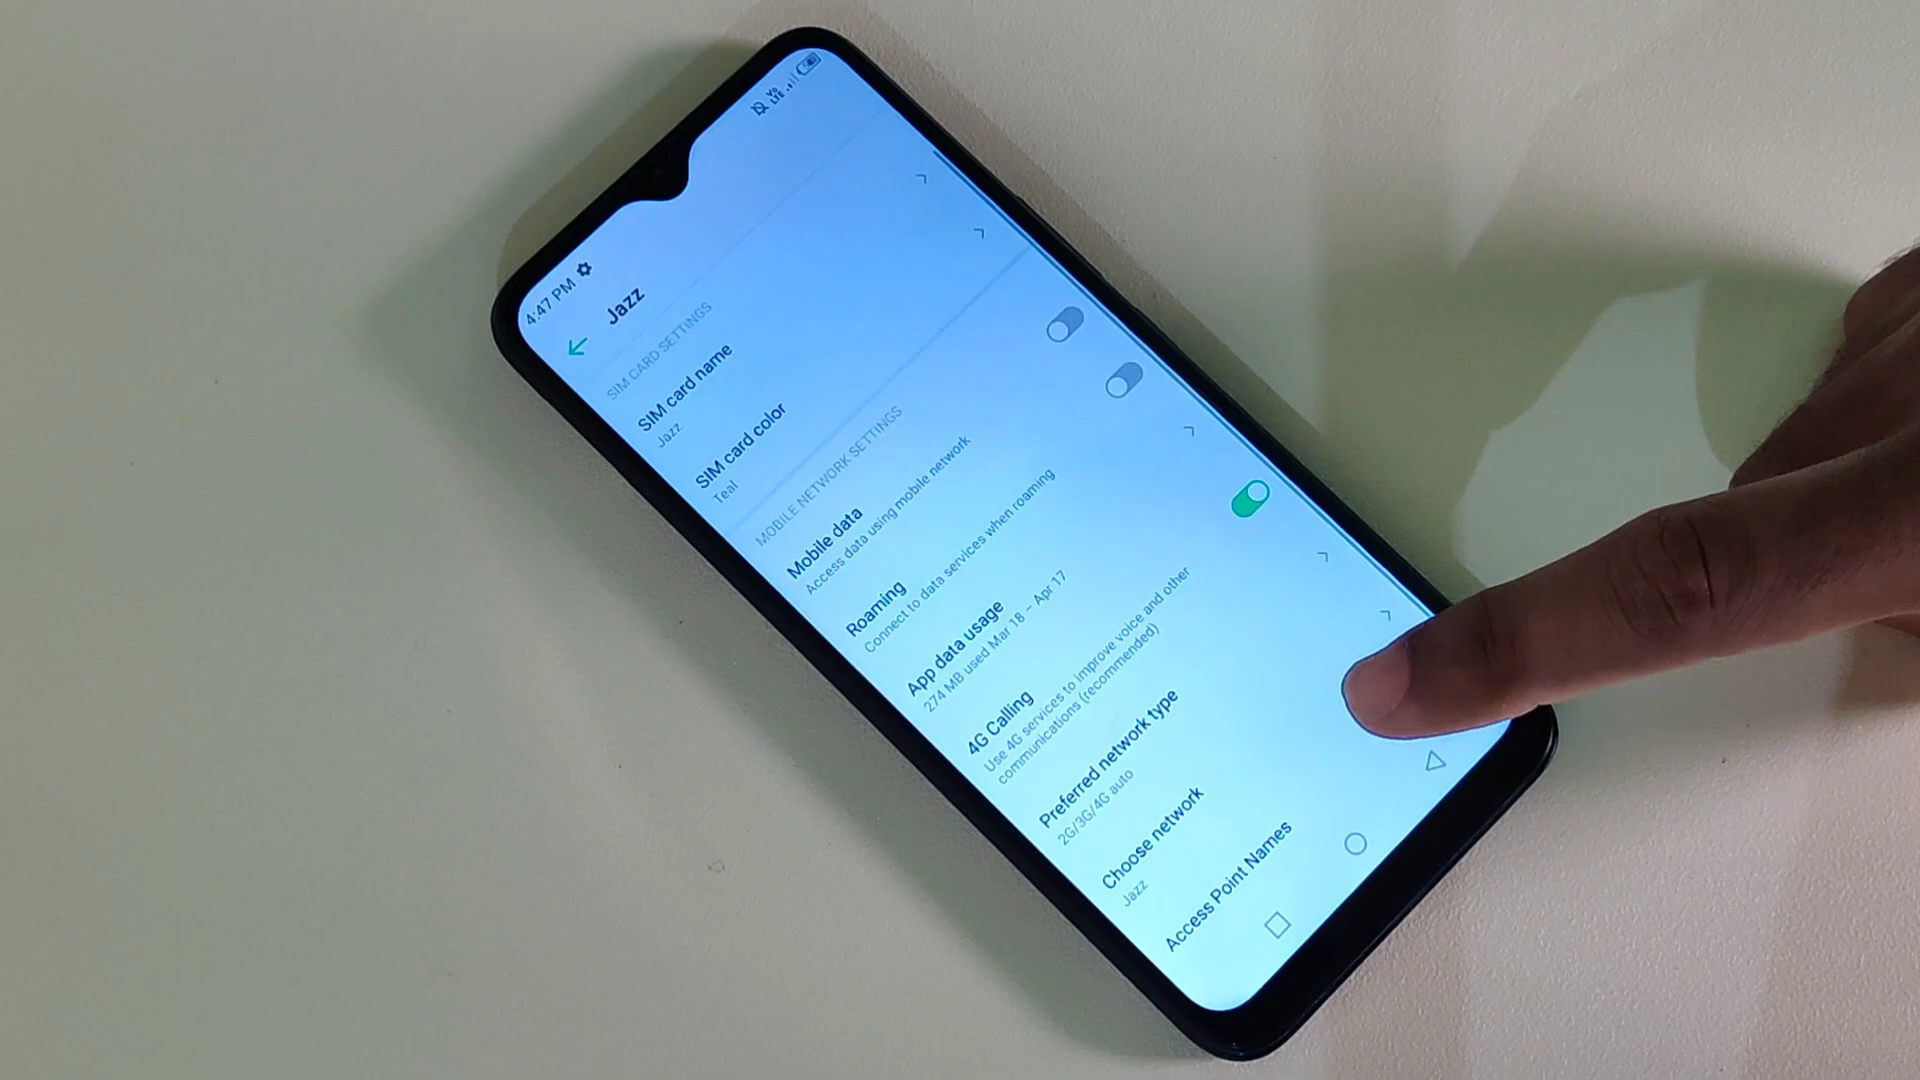 4:47 PM
Vo
LTE
Jazz
SIM CARD SETTINGS
SIM card name
Jazz
SIM card color
Teal
MOBILE NETWORK SETTINGS
Mobile data
Access data using mobile network
Roaming
Connect to data services when roaming
App data usage
274 MB used Mar 18 – Apr 17
4G Calling
Use 4G services to improve voice and other
communications (recommended)
Preferred network type
2G/3G/4G auto
Choose network
Jazz
Access Point Names